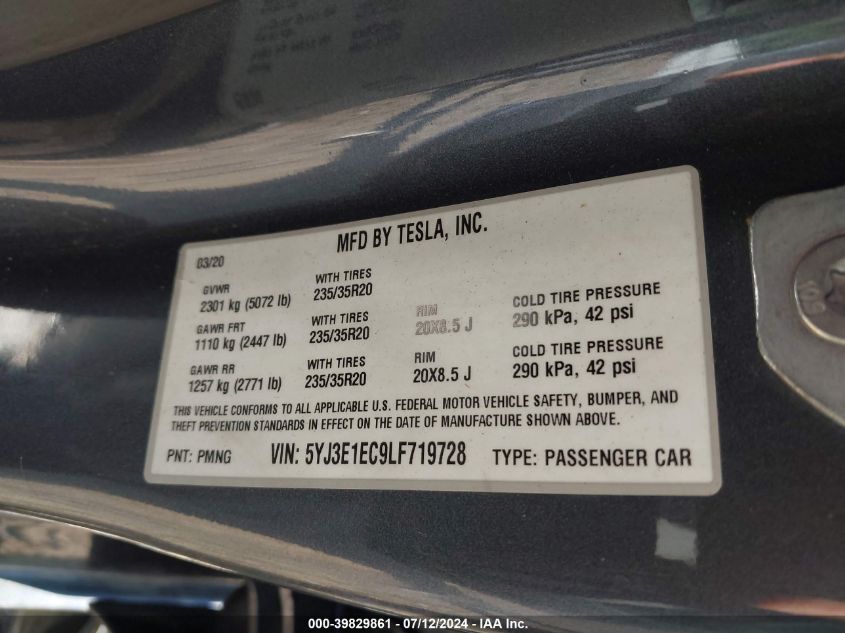 MFD BY TESLA, INC.
03/20
GVWR
2301 kg (5072 lb)
WITH TIRES
235/35R20
GAWR FRT
1110 kg (2447 lb)
WITH TIRES
235/35R20
RIM
20X8.5 J
COLD TIRE PRESSURE
290 kPa, 42 psi
GAWR RR
1257 kg (2771 lb)
WITH TIRES
235/35R20
RIM
20X8.5 J
COLD TIRE PRESSURE
290 kPa, 42 psi
THIS VEHICLE CONFORMS TO ALL APPLICABLE U.S. FEDERAL MOTOR VEHICLE SAFETY, BUMPER, AND
THEFT PREVENTION STANDARDS IN EFFECT ON THE DATE OF MANUFACTURE SHOWN ABOVE.
PNT: PMNG VIN: 5YJ3E1EC9LF719728 TYPE: PASSENGER CAR
000-39829861 - 07/12/2024 - IAA Inc.